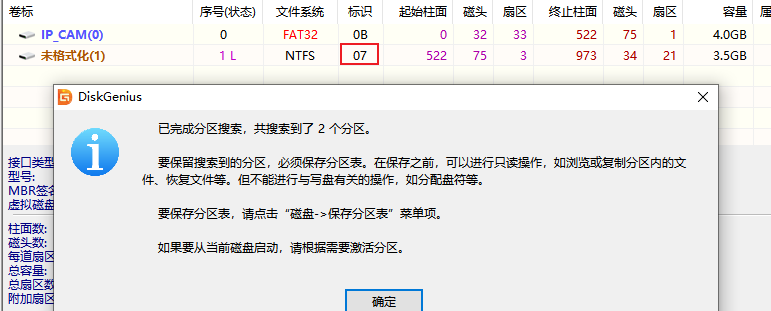 卷标 序号(状态) 文件系统 标识 起始柱面 磁头 扇区 终止柱面 磁头 扇区 容量 属
IP_CAM(0) 0 FAT32 0B 0 32 33 522 75 1 4.0GB
未格式化(1) 1 L NTFS 07 522 75 3 973 34 21 3.5GB
DiskGenius
已完成分区搜索，共搜索到了 2 个分区。
要保留搜索到的分区，必须保存分区表。在保存之前，可以进行只读操作，如浏览或复制分区内的文
件、恢复文件等。但不能进行与写盘有关的操作，如分配盘符等。
要保存分区表，请点击“磁盘->保存分区表”菜单项。
如果要从当前磁盘启动，请根据需要激活分区。
确定
接口类型
型号:
MBR签名
虚拟磁盘
柱面数:
磁头数:
每道扇区
总容量:
总扇区数
附加扇区